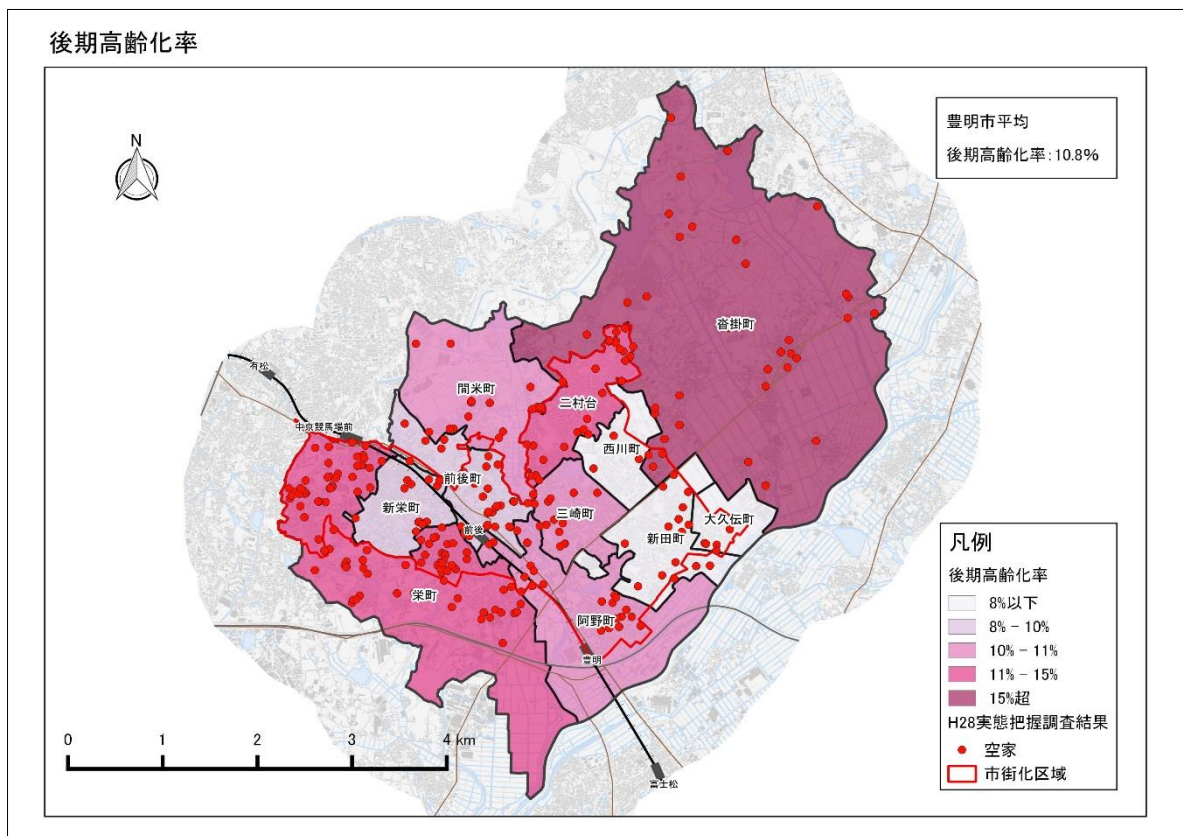 後期高齢化率
N
豊明市平均
後期高齢化率:10.8%
沓掛町
間米町
二村台
有松
中京競馬場前
西川町
前後町
新栄町
三崎町
大久伝町
前後
新田町
栄町
阿野町
豊明
富士松
0 1 2 3 4 km
凡例
後期高齢化率
8%以下
8% - 10%
10% - 11%
11% - 15%
15%超
H28実態把握調査結果
空家
市街化区域